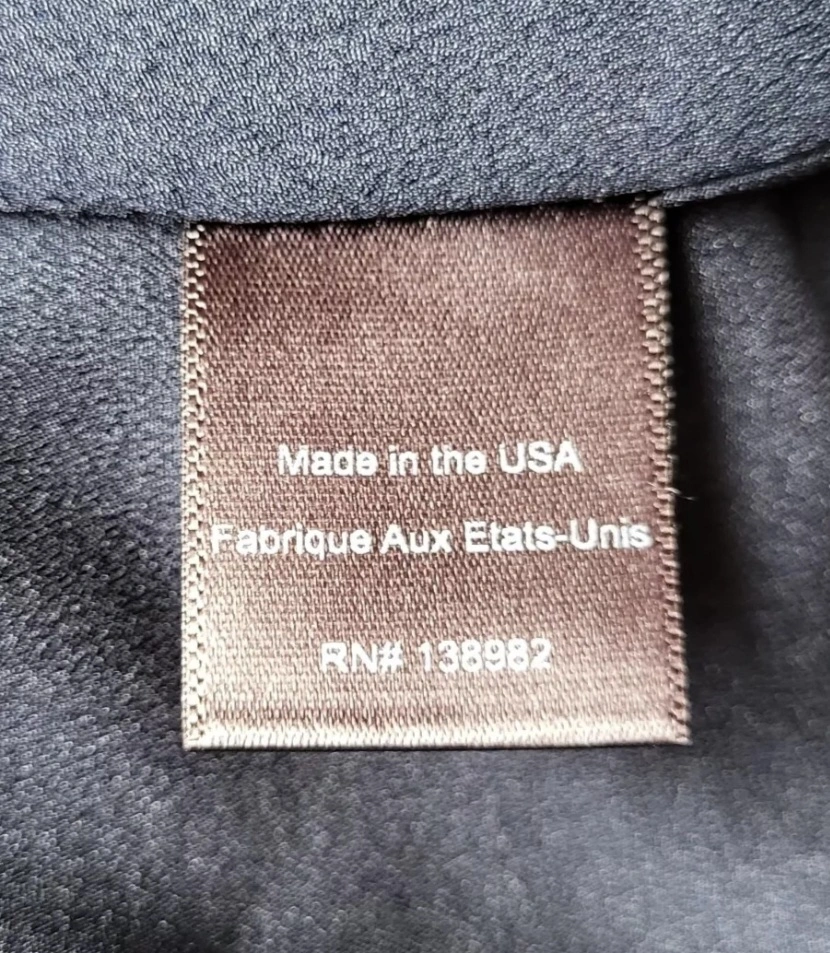 Made in the USA
Fabrique Aux Etats-Unis
RN# 138982